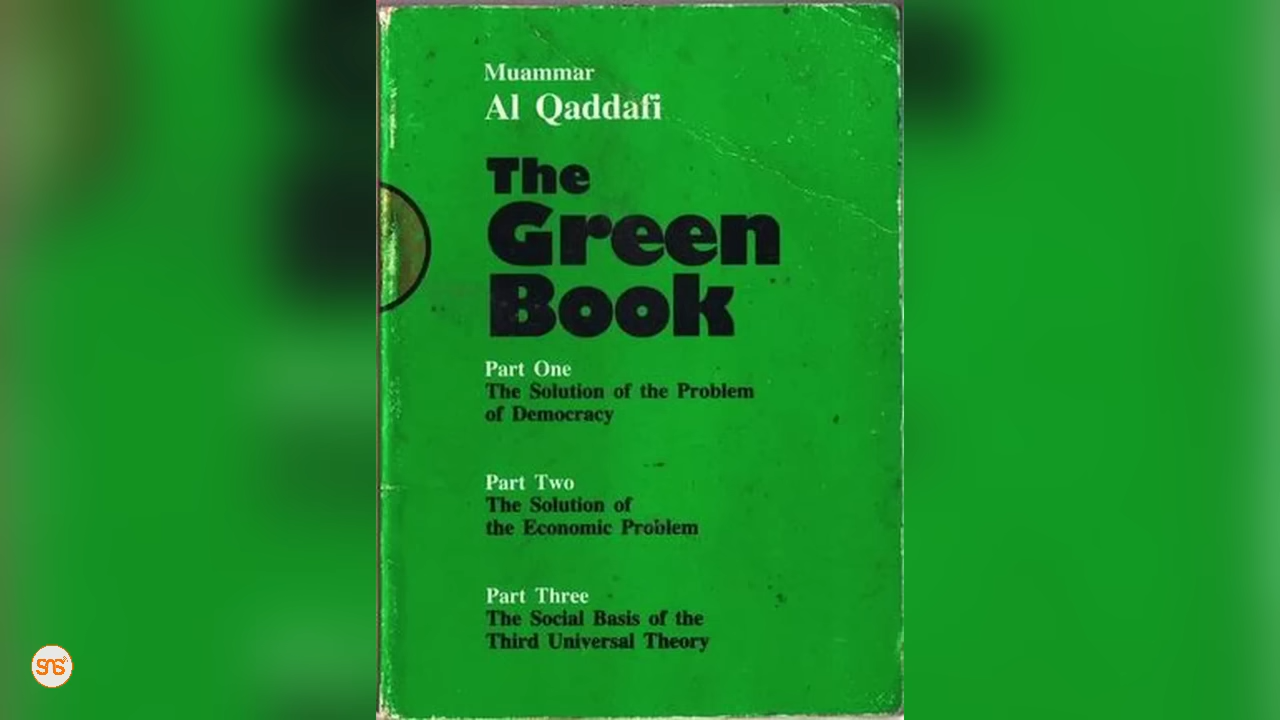 Muammar
Al Qaddafi
The
Green
Book
Part One
The Solution of the Problem
of Democracy
Part Two
The Solution of
the Economic Problem
Part Three
The Social Basis of the
Third Universal Theory
SNS